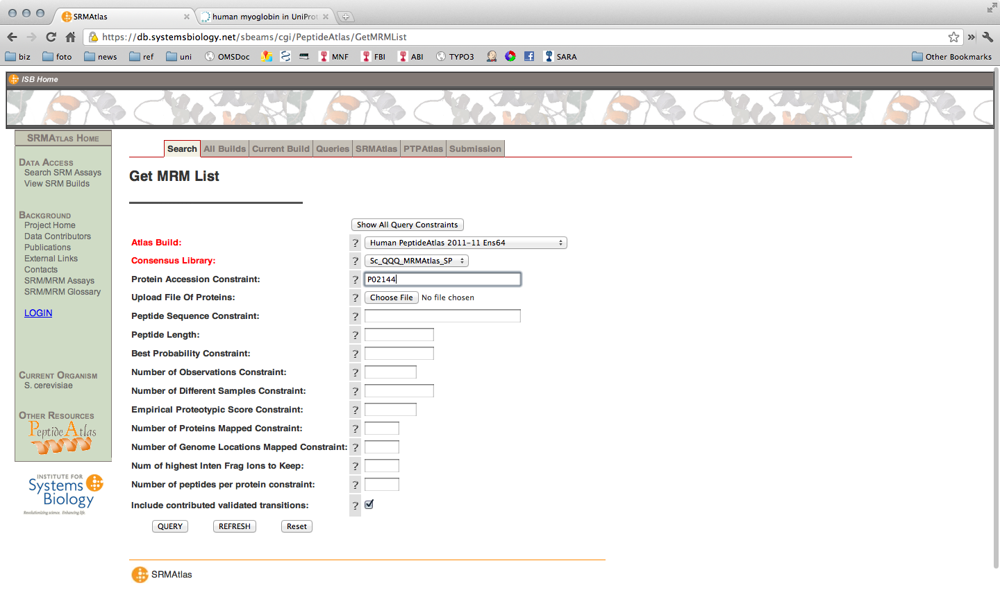 SRMAtlas
human myoglobin in UniProt
https://db.systemsbiology.net/sbeams/cgi/PeptideAtlas/GetMRMList
biz foto news ref uni OMSDoc MNF FBI ABI TYPO3 SARA Other Bookmarks
ISB Home
SRMAtlas Home
Search All Builds Current Build Queries SRMAtlas PTPAtlas Submission
Data Access
Search SRM Assays
View SRM Builds
Background
Project Home
Data Contributors
Publications
External Links
Contacts
SRM/MRM Assays
SRM/MRM Glossary
LOGIN
Current Organism
S. cerevisiae
Other Resources
PeptideAtlas
INSTITUTE FOR
Systems
Biology
Revolutionizing science. Enhancing life.
Get MRM List
Show All Query Constraints
Atlas Build: ? Human PeptideAtlas 2011-11 Ens64
Consensus Library: ? Sc_QQQ_MRMAtlas_SP
Protein Accession Constraint: ? P02144
Upload File Of Proteins: ? Choose File No file chosen
Peptide Sequence Constraint: ?
Peptide Length: ?
Best Probability Constraint: ?
Number of Observations Constraint: ?
Number of Different Samples Constraint: ?
Empirical Proteotypic Score Constraint: ?
Number of Proteins Mapped Constraint: ?
Number of Genome Locations Mapped Constraint: ?
Num of highest Inten Frag Ions to Keep: ?
Number of peptides per protein constraint: ?
Include contributed validated transitions: ?
QUERY REFRESH Reset
SRMAtlas